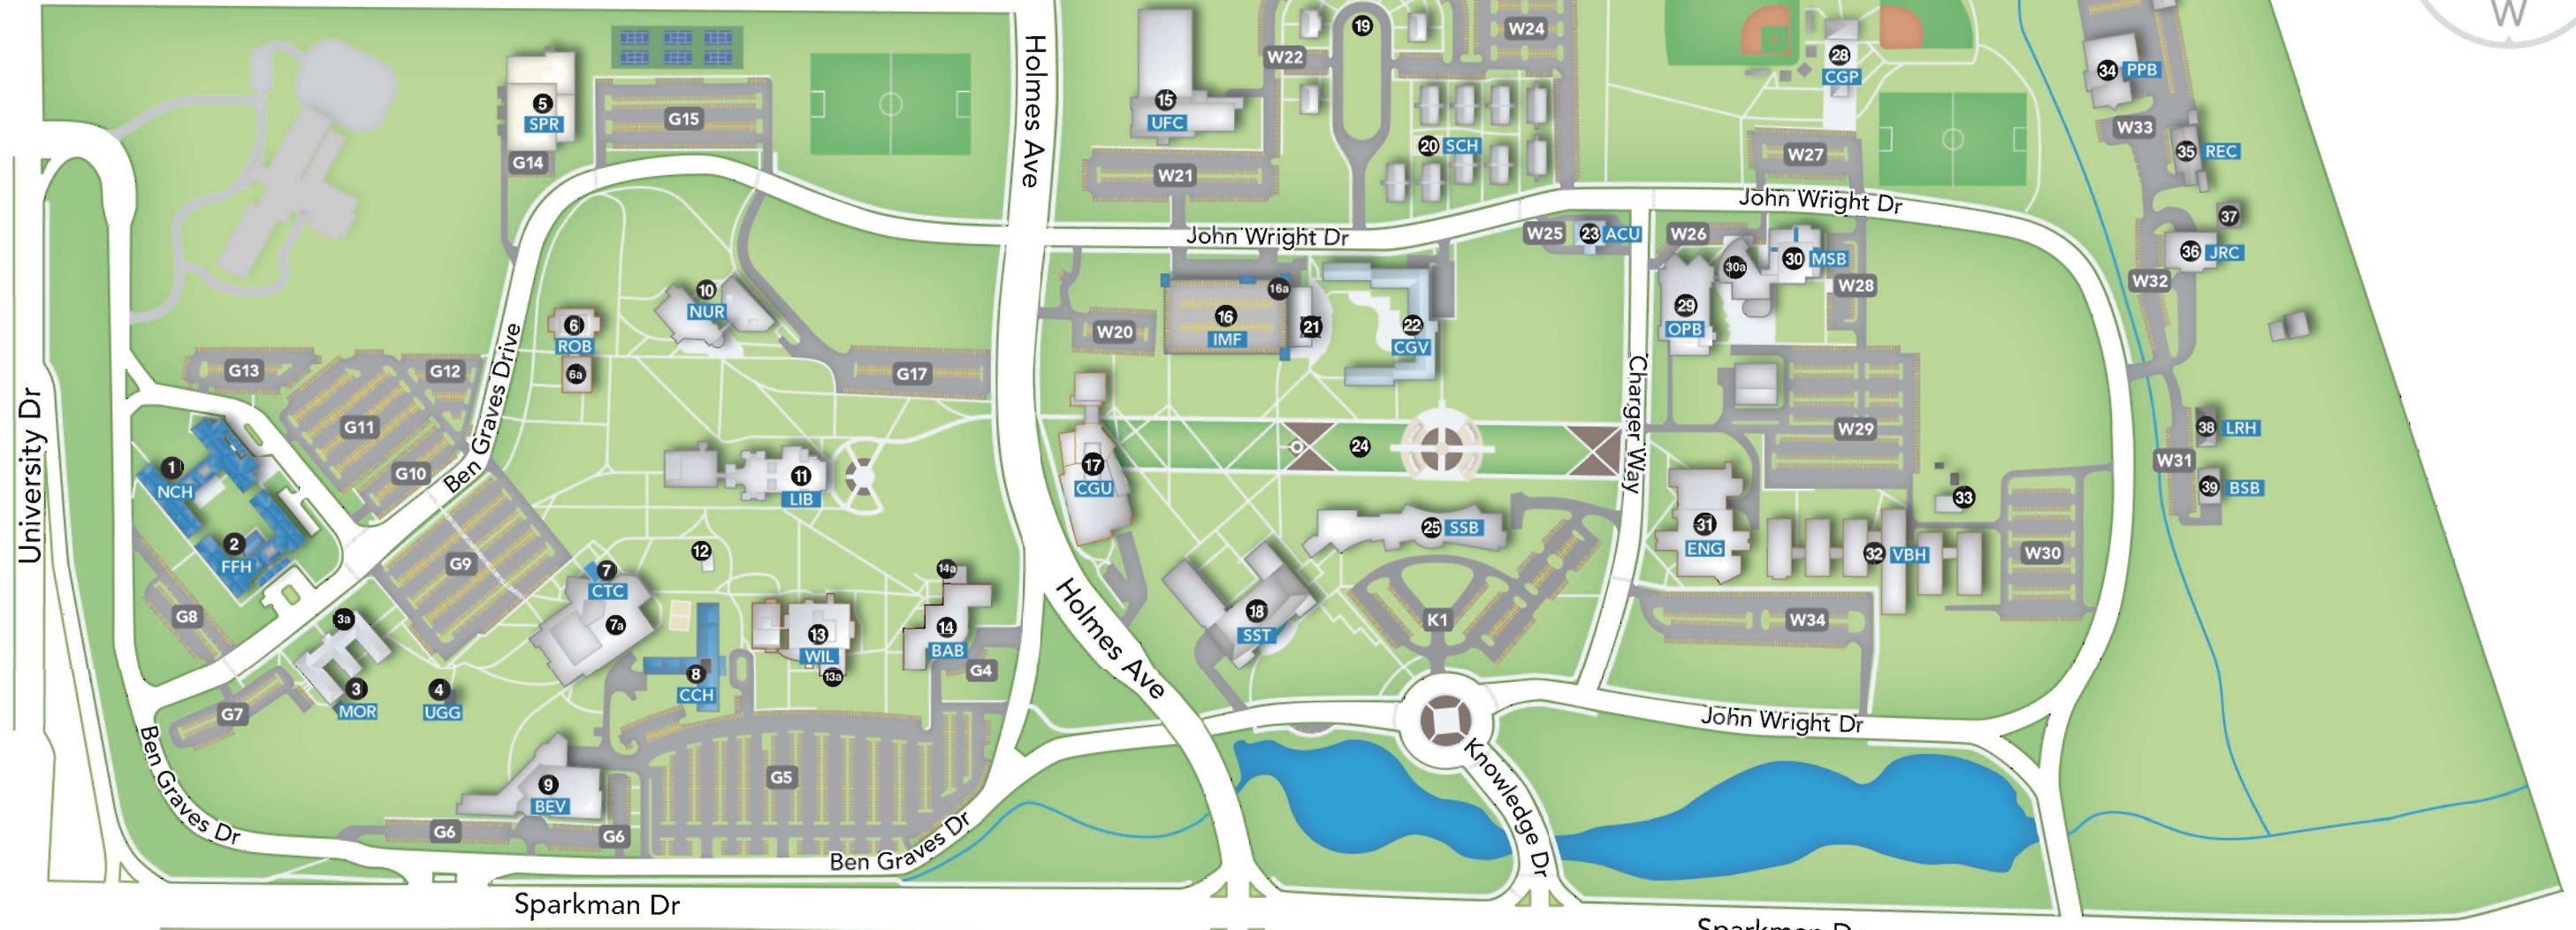 W
19
W24
W22
28
CGP
34 PPB
5
SPR
G15
15
UFC
W33
G14
20 SCH
W27
35 REC
W21
Holmes Ave
John Wright Dr
37
John Wright Dr
W25
23 ACU
W26
36 JRC
30a
30 MSB
W32
W28
10
NUR
16a
29
OPB
16
IMF
21
22
CGV
W20
6
ROB
6a
G13
G12
G17
Ben Graves Drive
University Dr
Charger Way
G11
W29
38 LRH
24
W31
17
CGU
1
NCH
G10
11
LIB
39 BSB
33
31
ENG
25 SSB
2
FFH
G9
12
32 VBH
W30
7
CTC
14a
G8
3a
7a
18
SST
K1
W34
13
WIL
13a
14
BAB
G4
Holmes Ave
8
CCH
3
MOR
4
UGG
G7
John Wright Dr
Ben Graves Dr
9
BEV
G5
Knowledge Dr
G6
G6
Ben Graves Dr
Sparkman Dr